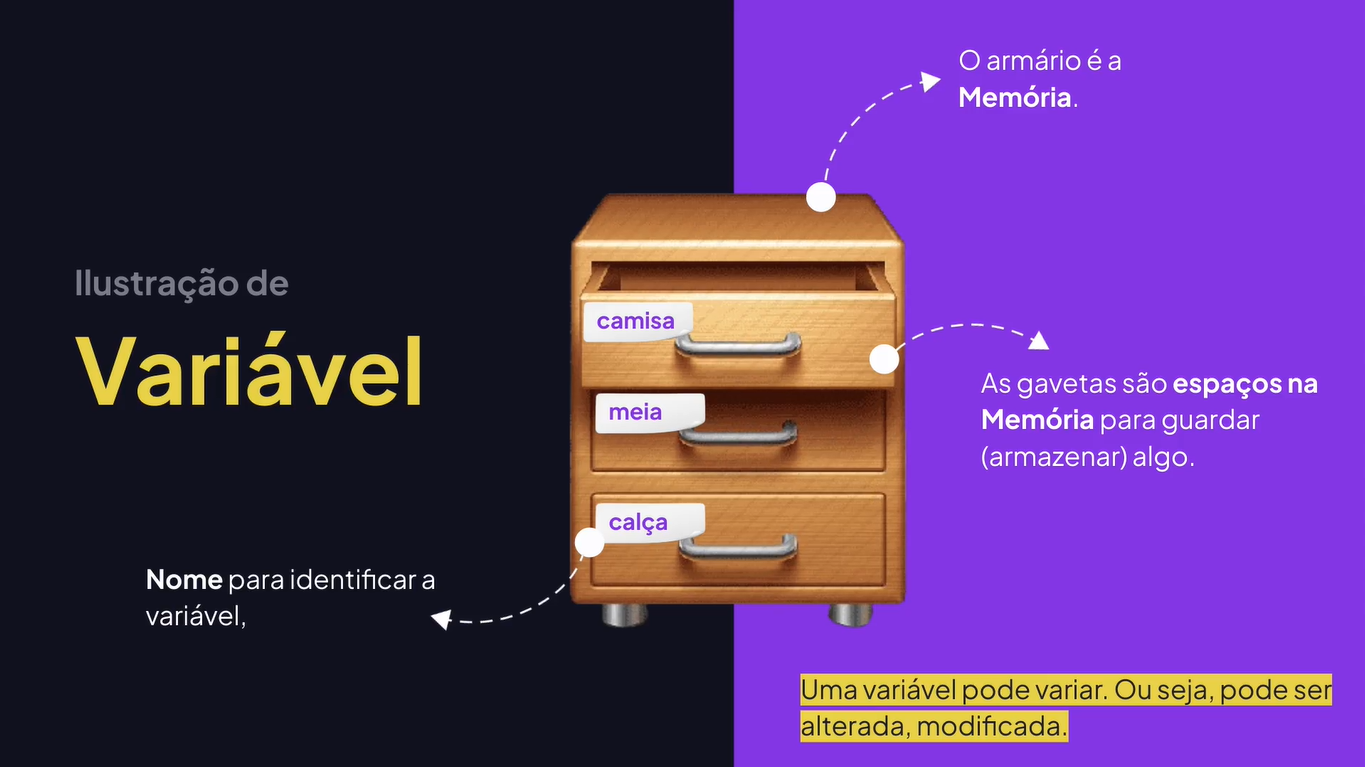 Ilustração de
Variável
O armário é a
Memória.
camisa
meia
calça
As gavetas são espaços na
Memória para guardar
(armazenar) algo.
Nome para identificar a
variável,
Uma variável pode variar. Ou seja, pode ser
alterada, modificada.